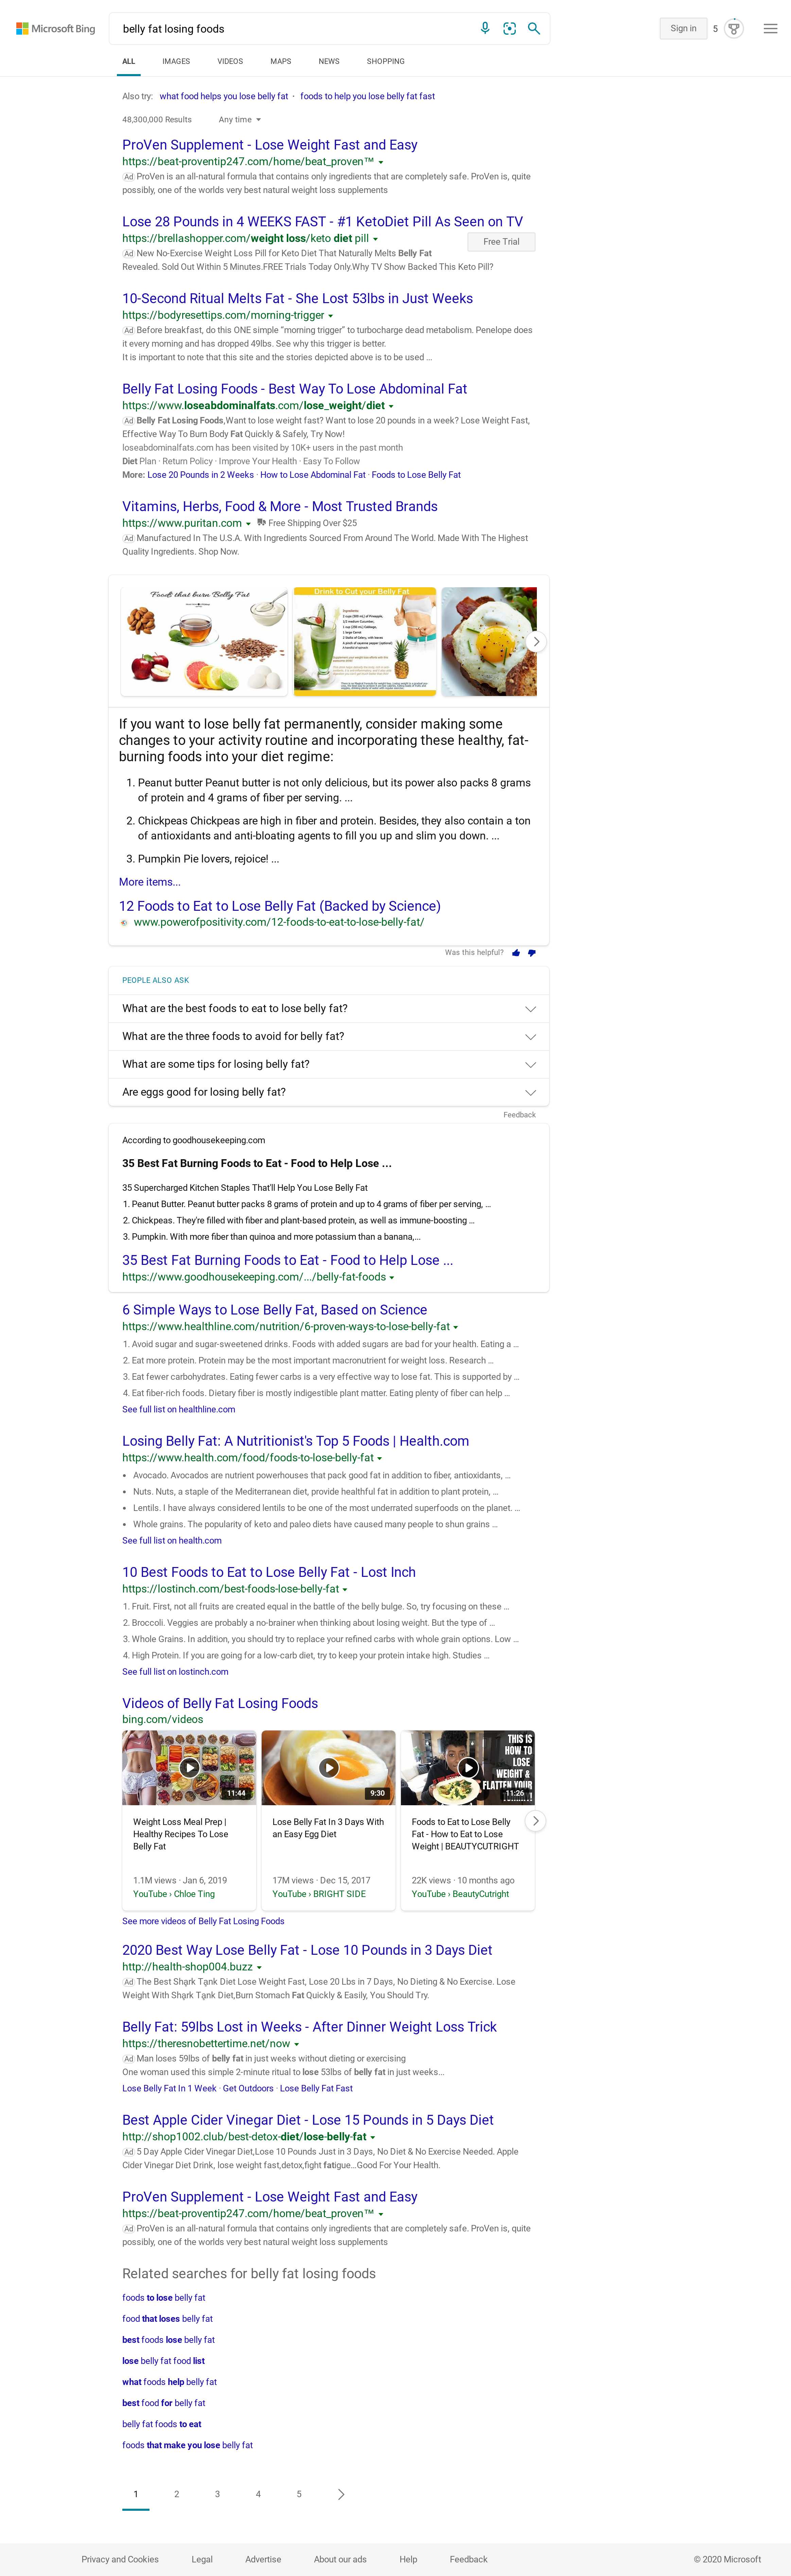 Microsoft Bing
belly fat losing foods
Sign in
5
ALL
IMAGES
VIDEOS
MAPS
NEWS
SHOPPING
Also try: what food helps you lose belly fat · foods to help you lose belly fat fast
48,300,000 Results
Any time
ProVen Supplement - Lose Weight Fast and Easy
https://beat-proventip247.com/home/beat_proven™
Ad ProVen is an all-natural formula that contains only ingredients that are completely safe. ProVen is, quite
possibly, one of the worlds very best natural weight loss supplements
Lose 28 Pounds in 4 WEEKS FAST - #1 KetoDiet Pill As Seen on TV
https://brellashopper.com/weight loss/keto diet pill
Free Trial
Ad New No-Exercise Weight Loss Pill for Keto Diet That Naturally Melts Belly Fat
Revealed. Sold Out Within 5 Minutes.FREE Trials Today Only.Why TV Show Backed This Keto Pill?
10-Second Ritual Melts Fat - She Lost 53lbs in Just Weeks
https://bodyresettips.com/morning-trigger
Ad Before breakfast, do this ONE simple “morning trigger” to turbocharge dead metabolism. Penelope does
it every morning and has dropped 49lbs. See why this trigger is better.
It is important to note that this site and the stories depicted above is to be used ...
Belly Fat Losing Foods - Best Way To Lose Abdominal Fat
https://www.loseabdominalfats.com/lose_weight/diet
Ad Belly Fat Losing Foods,Want to lose weight fast? Want to lose 20 pounds in a week? Lose Weight Fast,
Effective Way To Burn Body Fat Quickly & Safely, Try Now!
loseabdominalfats.com has been visited by 10K+ users in the past month
Diet Plan · Return Policy · Improve Your Health · Easy To Follow
More: Lose 20 Pounds in 2 Weeks · How to Lose Abdominal Fat · Foods to Lose Belly Fat
Vitamins, Herbs, Food & More - Most Trusted Brands
https://www.puritan.com Free Shipping Over $25
Ad Manufactured In The U.S.A. With Ingredients Sourced From Around The World. Made With The Highest
Quality Ingredients. Shop Now.
Foods that burn Belly Fat
Drink to Cut your Belly Fat
Ingredients
If you want to lose belly fat permanently, consider making some
changes to your activity routine and incorporating these healthy, fat-
burning foods into your diet regime:
1. Peanut butter Peanut butter is not only delicious, but its power also packs 8 grams
of protein and 4 grams of fiber per serving. ...
2. Chickpeas Chickpeas are high in fiber and protein. Besides, they also contain a ton
of antioxidants and anti-bloating agents to fill you up and slim you down. ...
3. Pumpkin Pie lovers, rejoice! ...
More items...
12 Foods to Eat to Lose Belly Fat (Backed by Science)
www.powerofpositivity.com/12-foods-to-eat-to-lose-belly-fat/
Was this helpful?
PEOPLE ALSO ASK
What are the best foods to eat to lose belly fat?
What are the three foods to avoid for belly fat?
What are some tips for losing belly fat?
Are eggs good for losing belly fat?
Feedback
According to goodhousekeeping.com
35 Best Fat Burning Foods to Eat - Food to Help Lose ...
35 Supercharged Kitchen Staples That'll Help You Lose Belly Fat
1. Peanut Butter. Peanut butter packs 8 grams of protein and up to 4 grams of fiber per serving, ...
2. Chickpeas. They're filled with fiber and plant-based protein, as well as immune-boosting ...
3. Pumpkin. With more fiber than quinoa and more potassium than a banana,...
35 Best Fat Burning Foods to Eat - Food to Help Lose ...
https://www.goodhousekeeping.com/.../belly-fat-foods
6 Simple Ways to Lose Belly Fat, Based on Science
https://www.healthline.com/nutrition/6-proven-ways-to-lose-belly-fat
1. Avoid sugar and sugar-sweetened drinks. Foods with added sugars are bad for your health. Eating a ...
2. Eat more protein. Protein may be the most important macronutrient for weight loss. Research ...
3. Eat fewer carbohydrates. Eating fewer carbs is a very effective way to lose fat. This is supported by ...
4. Eat fiber-rich foods. Dietary fiber is mostly indigestible plant matter. Eating plenty of fiber can help ...
See full list on healthline.com
Losing Belly Fat: A Nutritionist's Top 5 Foods | Health.com
https://www.health.com/food/foods-to-lose-belly-fat
• Avocado. Avocados are nutrient powerhouses that pack good fat in addition to fiber, antioxidants, ...
• Nuts. Nuts, a staple of the Mediterranean diet, provide healthful fat in addition to plant protein, ...
• Lentils. I have always considered lentils to be one of the most underrated superfoods on the planet. ...
• Whole grains. The popularity of keto and paleo diets have caused many people to shun grains ...
See full list on health.com
10 Best Foods to Eat to Lose Belly Fat - Lost Inch
https://lostinch.com/best-foods-lose-belly-fat
1. Fruit. First, not all fruits are created equal in the battle of the belly bulge. So, try focusing on these ...
2. Broccoli. Veggies are probably a no-brainer when thinking about losing weight. But the type of ...
3. Whole Grains. In addition, you should try to replace your refined carbs with whole grain options. Low ...
4. High Protein. If you are going for a low-carb diet, try to keep your protein intake high. Studies ...
See full list on lostinch.com
Videos of Belly Fat Losing Foods
bing.com/videos
11:44
9:30
THIS IS
HOW TO
LOSE
WEIGHT &
FLATTEN YOUR
11:26
Weight Loss Meal Prep |
Healthy Recipes To Lose
Belly Fat
1.1M views · Jan 6, 2019
YouTube › Chloe Ting
Lose Belly Fat In 3 Days With
an Easy Egg Diet
17M views · Dec 15, 2017
YouTube › BRIGHT SIDE
Foods to Eat to Lose Belly
Fat - How to Eat to Lose
Weight | BEAUTYCUTRIGHT
22K views · 10 months ago
YouTube › BeautyCutright
See more videos of Belly Fat Losing Foods
2020 Best Way Lose Belly Fat - Lose 10 Pounds in 3 Days Diet
http://health-shop004.buzz
Ad The Best Shąrk Tąnk Diet Lose Weight Fast, Lose 20 Lbs in 7 Days, No Dieting & No Exercise. Lose
Weight With Shąrk Tąnk Diet,Burn Stomach Fat Quickly & Easily, You Should Try.
Belly Fat: 59lbs Lost in Weeks - After Dinner Weight Loss Trick
https://theresnobettertime.net/now
Ad Man loses 59lbs of belly fat in just weeks without dieting or exercising
One woman used this simple 2-minute ritual to lose 53lbs of belly fat in just weeks...
Lose Belly Fat In 1 Week · Get Outdoors · Lose Belly Fat Fast
Best Apple Cider Vinegar Diet - Lose 15 Pounds in 5 Days Diet
http://shop1002.club/best-detox-diet/lose-belly-fat
Ad 5 Day Apple Cider Vinegar Diet,Lose 10 Pounds Just in 3 Days, No Diet & No Exercise Needed. Apple
Cider Vinegar Diet Drink, lose weight fast,detox,fight fatigue…Good For Your Health.
ProVen Supplement - Lose Weight Fast and Easy
https://beat-proventip247.com/home/beat_proven™
Ad ProVen is an all-natural formula that contains only ingredients that are completely safe. ProVen is, quite
possibly, one of the worlds very best natural weight loss supplements
Related searches for belly fat losing foods
foods to lose belly fat
food that loses belly fat
best foods lose belly fat
lose belly fat food list
what foods help belly fat
best food for belly fat
belly fat foods to eat
foods that make you lose belly fat
1
2
3
4
5
Privacy and Cookies
Legal
Advertise
About our ads
Help
Feedback
© 2020 Microsoft